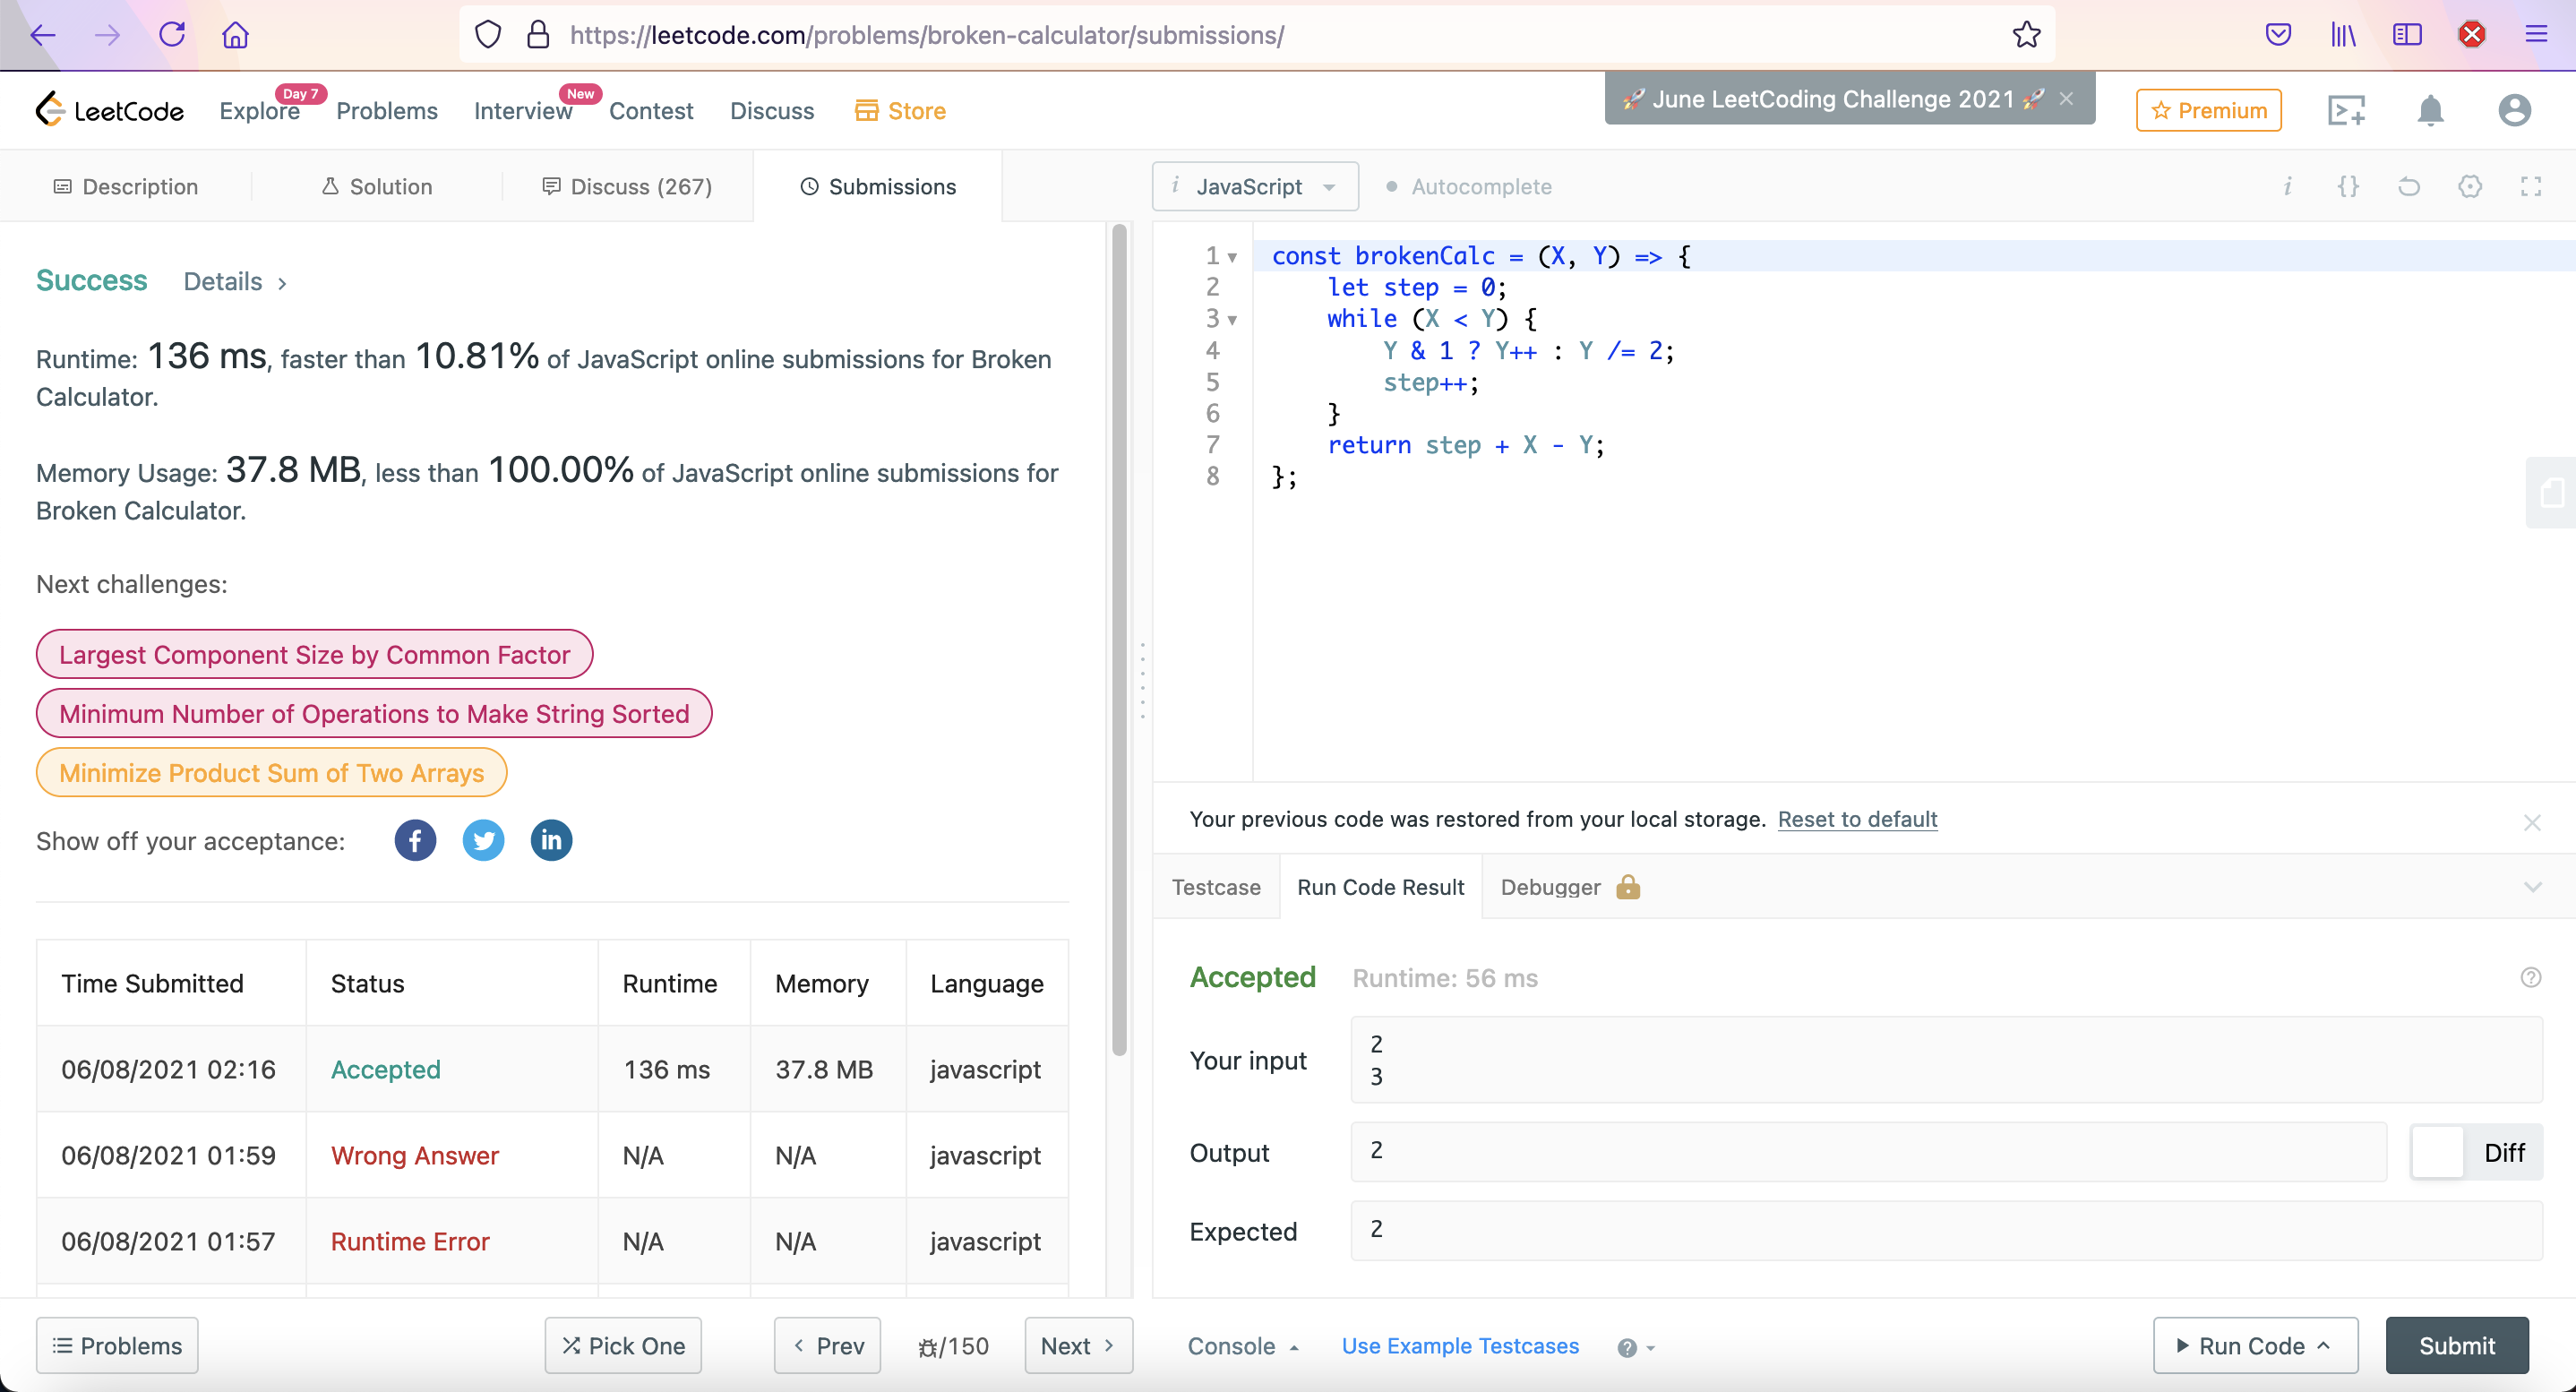 https://leetcode.com/problems/broken-calculator/submissions/
LeetCode
Explore
Day 7
Problems
Interview
New
Contest
Discuss
Store
🚀 June LeetCoding Challenge 2021 🚀 ×
Premium
Description
Solution
Discuss (267)
Submissions
i JavaScript
Autocomplete
i {}
Success Details >
Runtime: 136 ms, faster than 10.81% of JavaScript online submissions for Broken
Calculator.
Memory Usage: 37.8 MB, less than 100.00% of JavaScript online submissions for
Broken Calculator.
Next challenges:
Largest Component Size by Common Factor
Minimum Number of Operations to Make String Sorted
Minimize Product Sum of Two Arrays
Show off your acceptance:
Time Submitted Status Runtime Memory Language
06/08/2021 02:16 Accepted 136 ms 37.8 MB javascript
06/08/2021 01:59 Wrong Answer N/A N/A javascript
06/08/2021 01:57 Runtime Error N/A N/A javascript
Problems
Pick One
< Prev
/150
Next >
1 const brokenCalc = (X, Y) => {
2 let step = 0;
3 while (X < Y) {
4 Y & 1 ? Y++ : Y /= 2;
5 step++;
6 }
7 return step + X - Y;
8 };
Your previous code was restored from your local storage. Reset to default
Testcase
Run Code Result
Debugger
Accepted Runtime: 56 ms
Your input
2
3
Output
2
Diff
Expected
2
Console
Use Example Testcases
Run Code
Submit